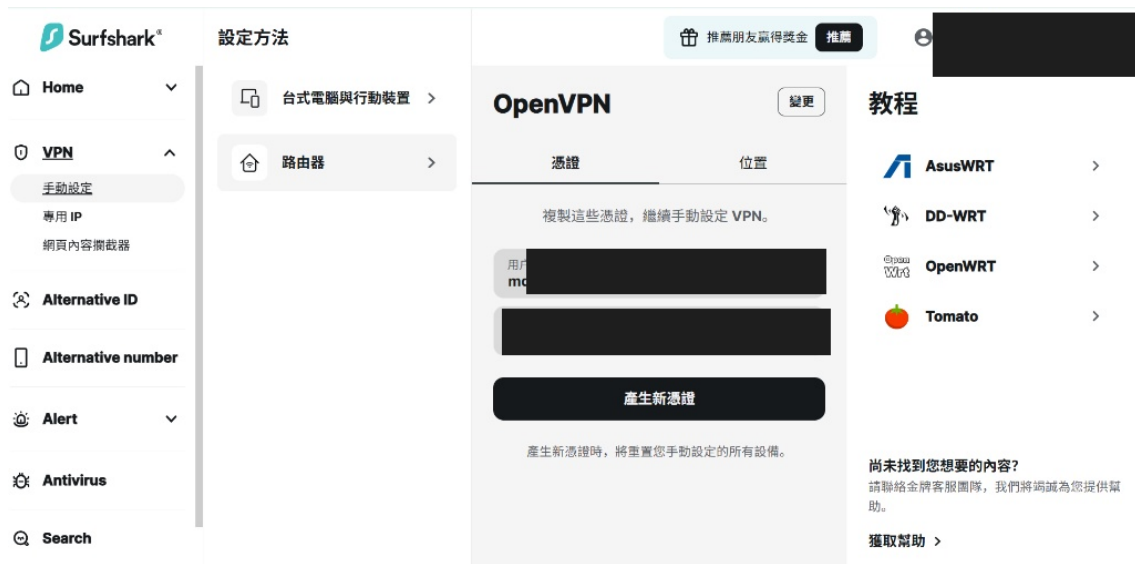 Surfshark®
Home
VPN
手動設定
專用 IP
網頁內容攔截器
Alternative ID
Alternative number
Alert
Antivirus
Search
設定方法
台式電腦與行動裝置
路由器
推薦朋友贏得獎金
推薦
OpenVPN
變更
憑證
位置
複製這些憑證，繼續手動設定 VPN。
產生新憑證
產生新憑證時，將重置您手動設定的所有設備。
教程
AsusWRT
DD-WRT
Open Wrt
OpenWRT
Tomato
尚未找到您想要的內容?
請聯絡金牌客服團隊，我們將竭誠為您提供幫
助。
獲取幫助